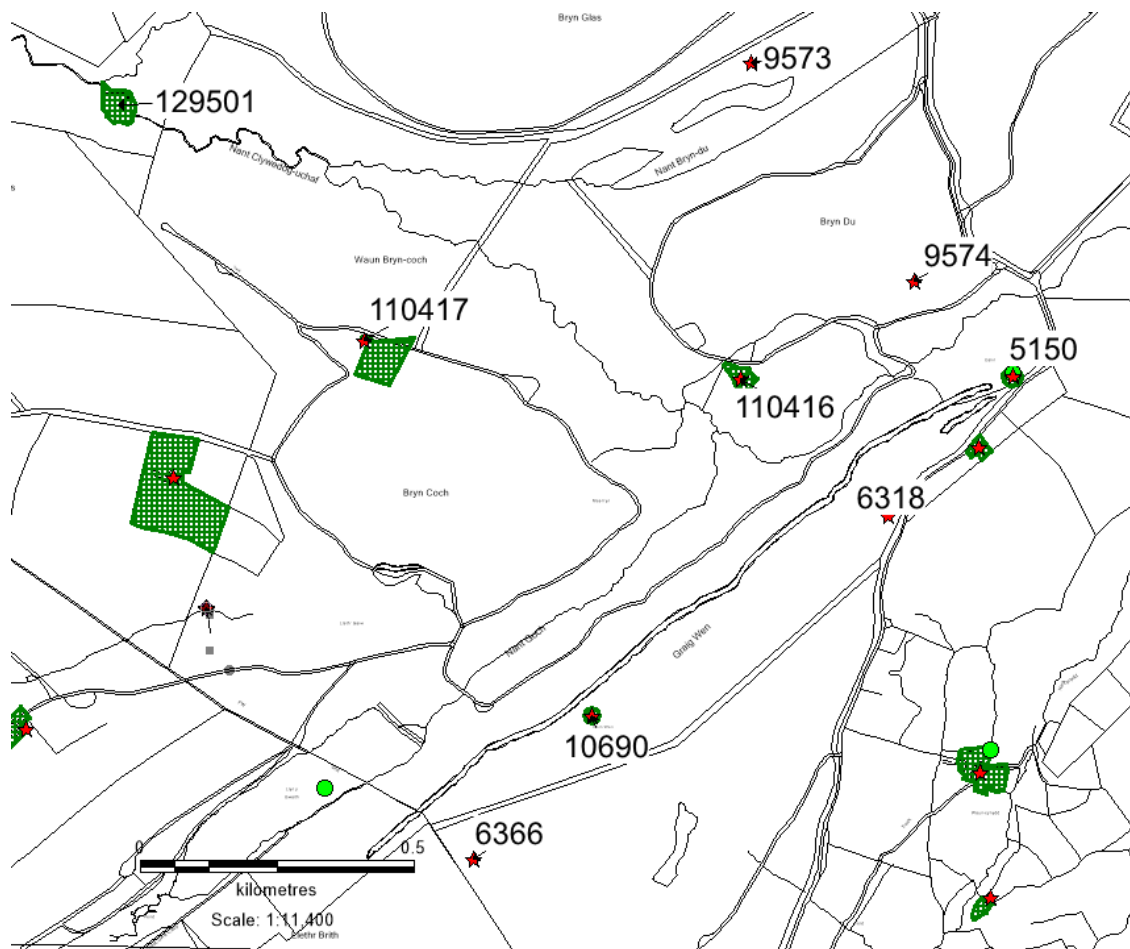 Bryn Glas
9573
129501
Nant Clywedog-uchaf
Nant Bryn-du
Bryn Du
Waun Bryn-coch
9574
110417
5150
110416
Bryn Coch
6318
Nant Goch
Graig Wen
10690
6366
0 0.5
kilometres
Scale: 1:11,400